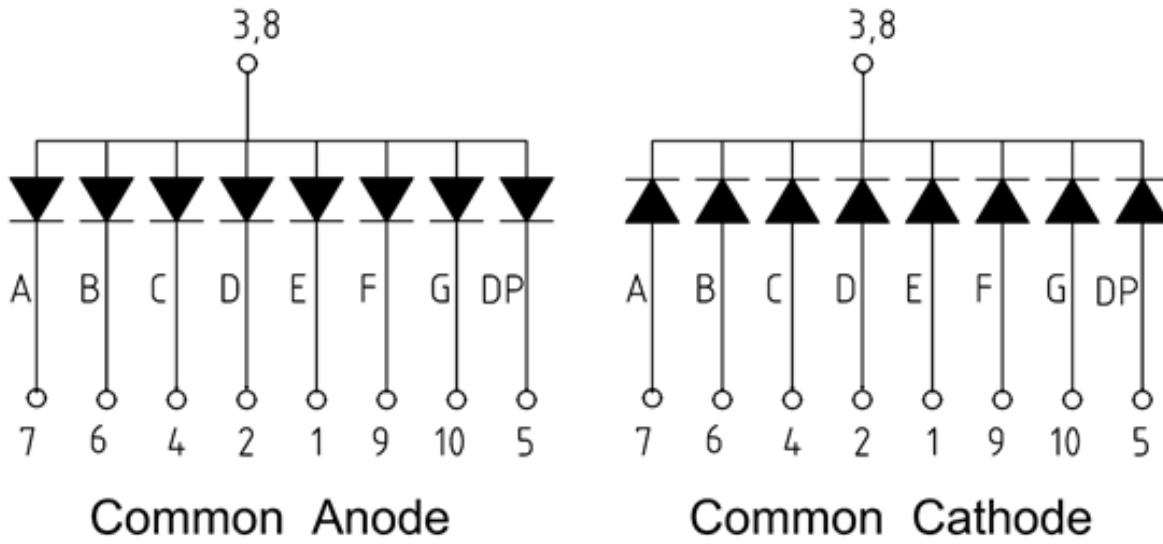 3,8 3,8
A B C D E F G DP A B C D E F G DP
7 6 4 2 1 9 10 5 7 6 4 2 1 9 10 5
Common Anode Common Cathode